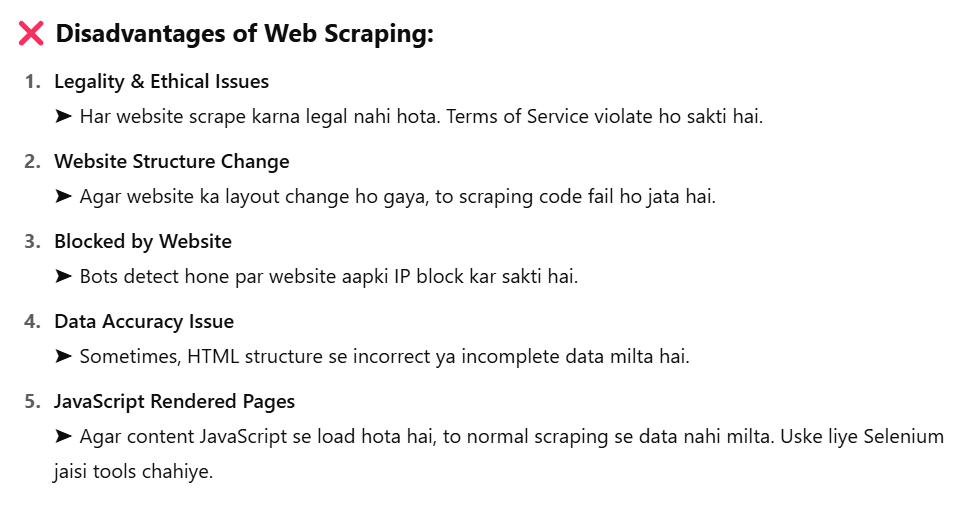 ❌ Disadvantages of Web Scraping:
1. Legality & Ethical Issues
➤ Har website scrape karna legal nahi hota. Terms of Service violate ho sakti hai.
2. Website Structure Change
➤ Agar website ka layout change ho gaya, to scraping code fail ho jata hai.
3. Blocked by Website
➤ Bots detect hone par website aapki IP block kar sakti hai.
4. Data Accuracy Issue
➤ Sometimes, HTML structure se incorrect ya incomplete data milta hai.
5. JavaScript Rendered Pages
➤ Agar content JavaScript se load hota hai, to normal scraping se data nahi milta. Uske liye Selenium
jaisi tools chahiye.